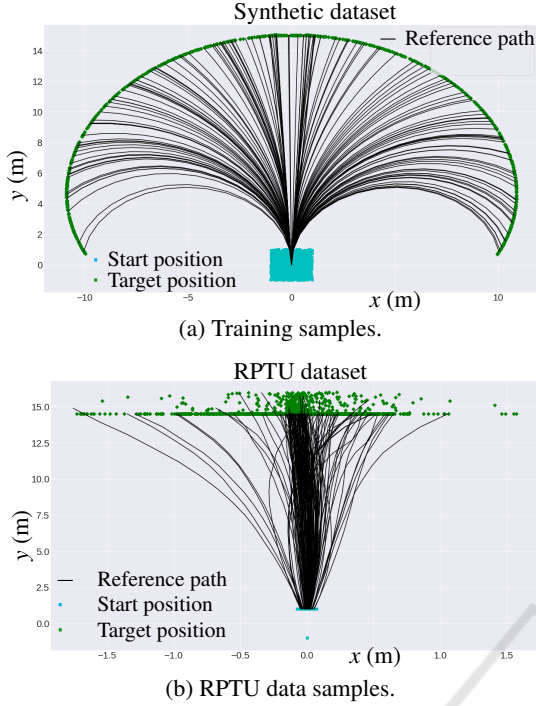 Synthetic dataset
Reference path
14
12
10
8
6
4
2
0
y (m)
Start position
Target position
−10
−5
0
5
10
x (m)
(a) Training samples.
RPTU dataset
15.0
12.5
10.0
7.5
5.0
2.5
0.0
y (m)
Reference path
Start position
Target position
−1.5
−1.0
−0.5
0.0
0.5
1.0
1.5
x (m)
(b) RPTU data samples.